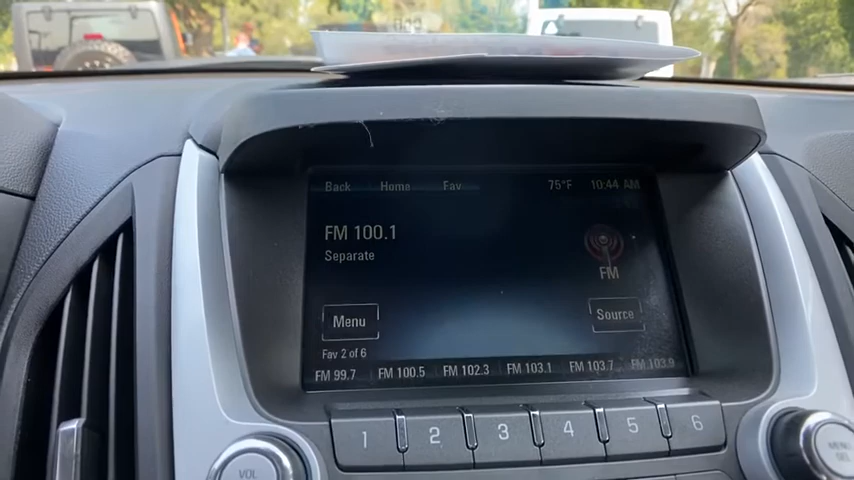 Back Home Fav 75°F 10:44 AM
FM 100.1
Separate
FM
Menu
Source
Fav 2 of 6
FM 99.7 FM 100.5 FM 102.3 FM 103.1 FM 103.7 FM 103.9
1 2 3 4 5 6
VOL
MENU
SEL